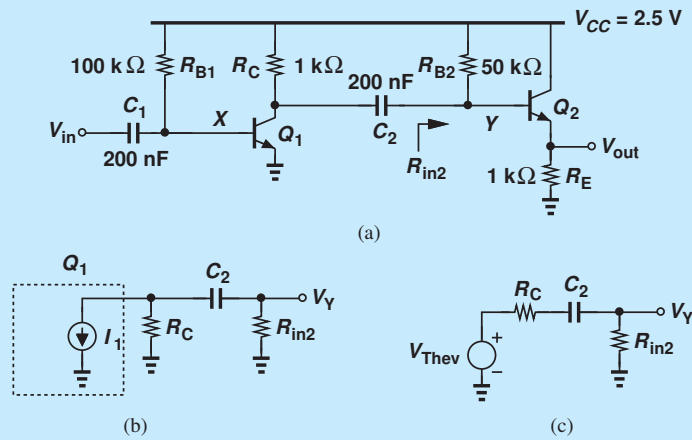 V_CC = 2.5 V
100 kΩ R_B1 R_C 1 kΩ 200 nF R_B2 50 kΩ
V_in C_1 X Q_1 C_2 Y Q_2
200 nF R_in2 V_out
1 kΩ R_E
(a)
Q_1 C_2 V_Y
I_1 R_C R_in2
(b)
R_C C_2 V_Y
V_Thev + − R_in2
(c)